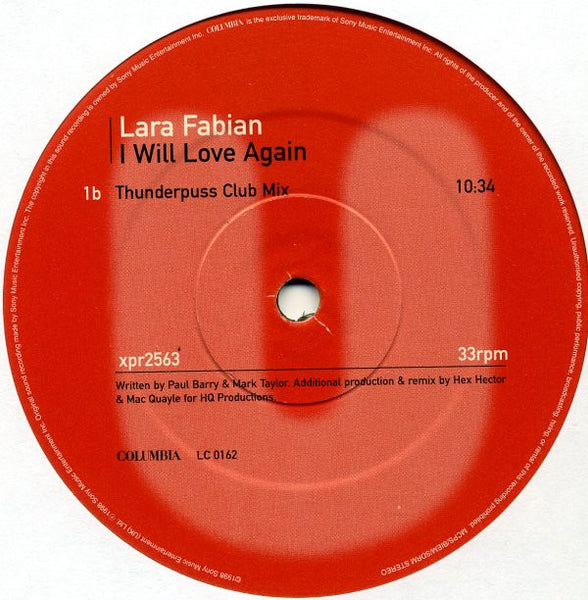 Lara Fabian
I Will Love Again
1b Thunderpuss Club Mix 10:34
xpr2563 33rpm
Written by Paul Barry & Mark Taylor. Additional production & remix by Hex Hector
& Mac Quayle for HQ Productions.
COLUMBIA LC 0162
©1998 Sony Music Entertainment (UK) Ltd. ℗1998 Sony Music Entertainment Inc. Original Sound recording made by Sony Music Entertainment Inc. The copyright in this sound recording is owned by Sony Music Entertainment Inc. COLUMBIA is the exclusive trademark of Sony Music Entertainment Inc. All rights of the producer and of the owner of the recorded work reserved. Unauthorised copying, public performance, broadcasting, hiring or rental of this recording prohibited. MCPS/BIEM/SDRM STEREO